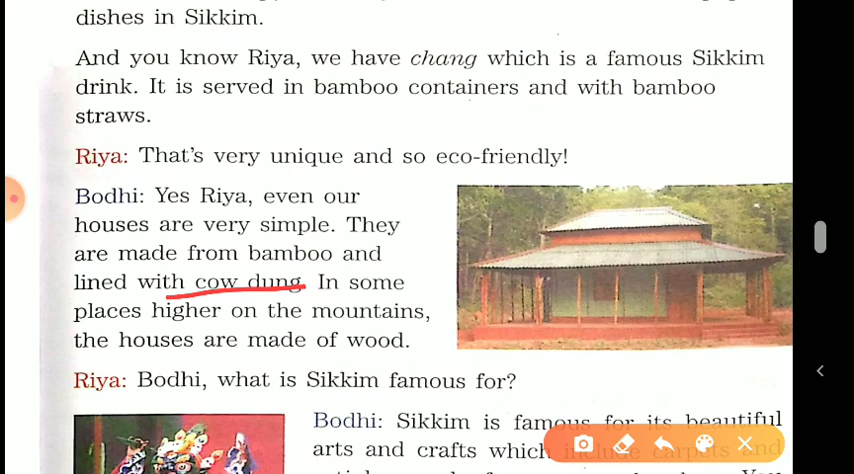 dishes in Sikkim.
And you know Riya, we have chang which is a famous Sikkim
drink. It is served in bamboo containers and with bamboo
straws.
Riya: That's very unique and so eco-friendly!
Bodhi: Yes Riya, even our
houses are very simple. They
are made from bamboo and
lined with cow dung. In some
places higher on the mountains,
the houses are made of wood.
Riya: Bodhi, what is Sikkim famous for?
Bodhi: Sikkim is famous for its beautiful
arts and crafts which include carpets and